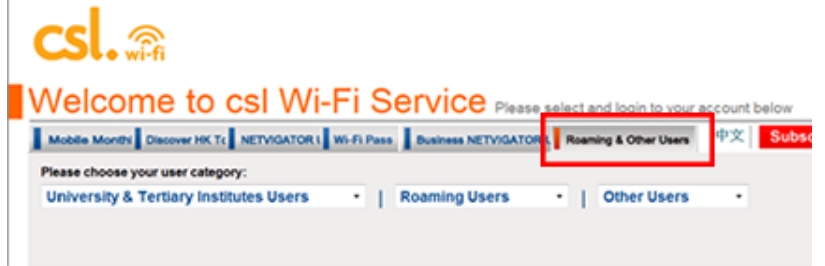 csl. wi-fi
Welcome to csl Wi-Fi Service Please select and login to your account below
Mobile Monthl Discover HK To NETVIGATOR U Wi-Fi Pass Business NETVIGATOR Roaming & Other Users 中文 Subsc
Please choose your user category:
University & Tertiary Institutes Users | Roaming Users | Other Users